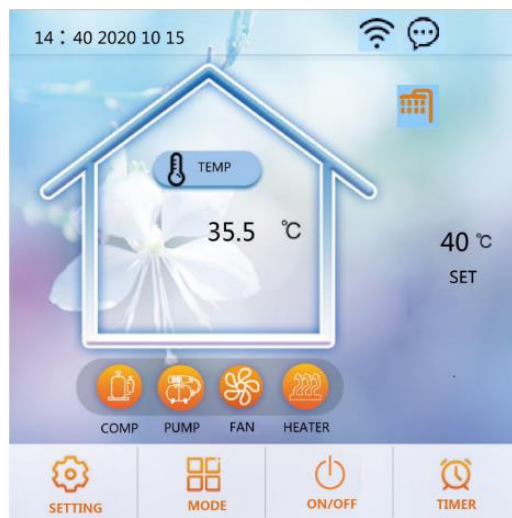 14 : 40 2020 10 15
TEMP
35.5 ℃
40 ℃
SET
COMP PUMP FAN HEATER
SETTING MODE ON/OFF TIMER